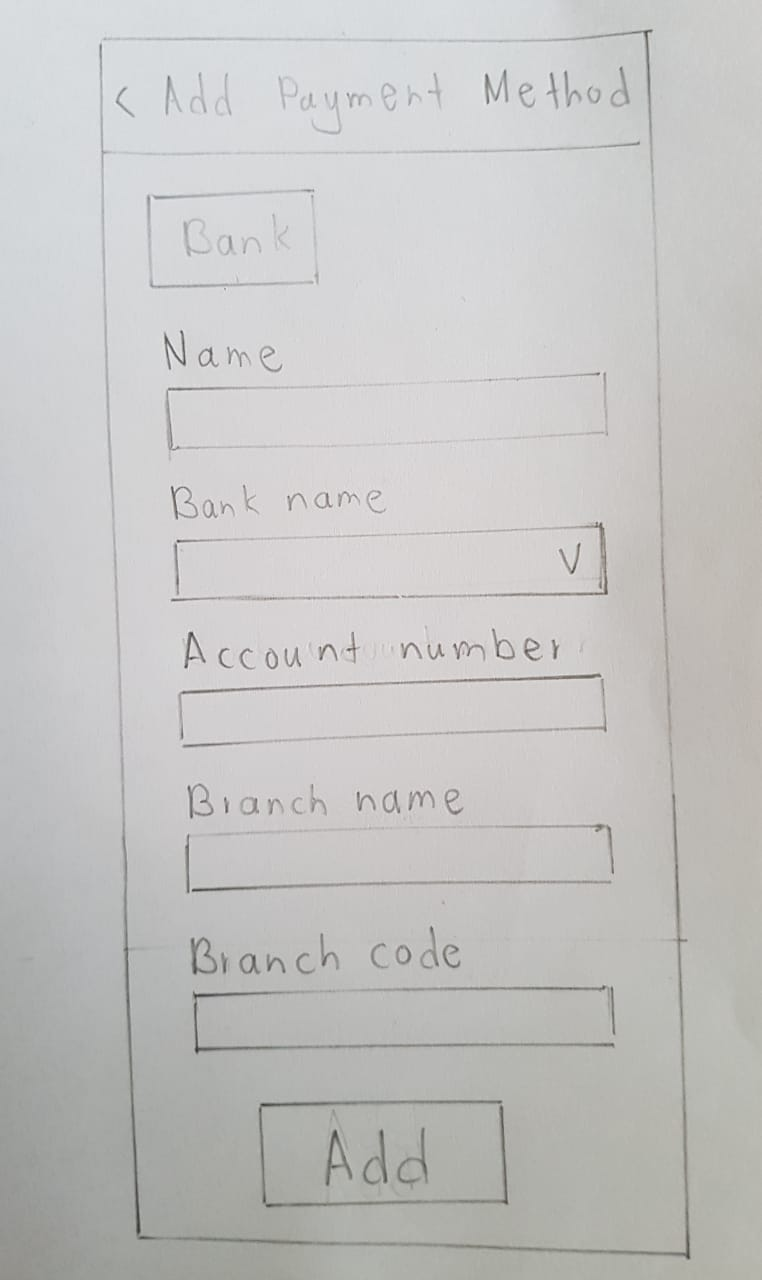 < Add Payment Method
Bank
Name
Bank name
V
Account number
Branch name
Branch code
Add